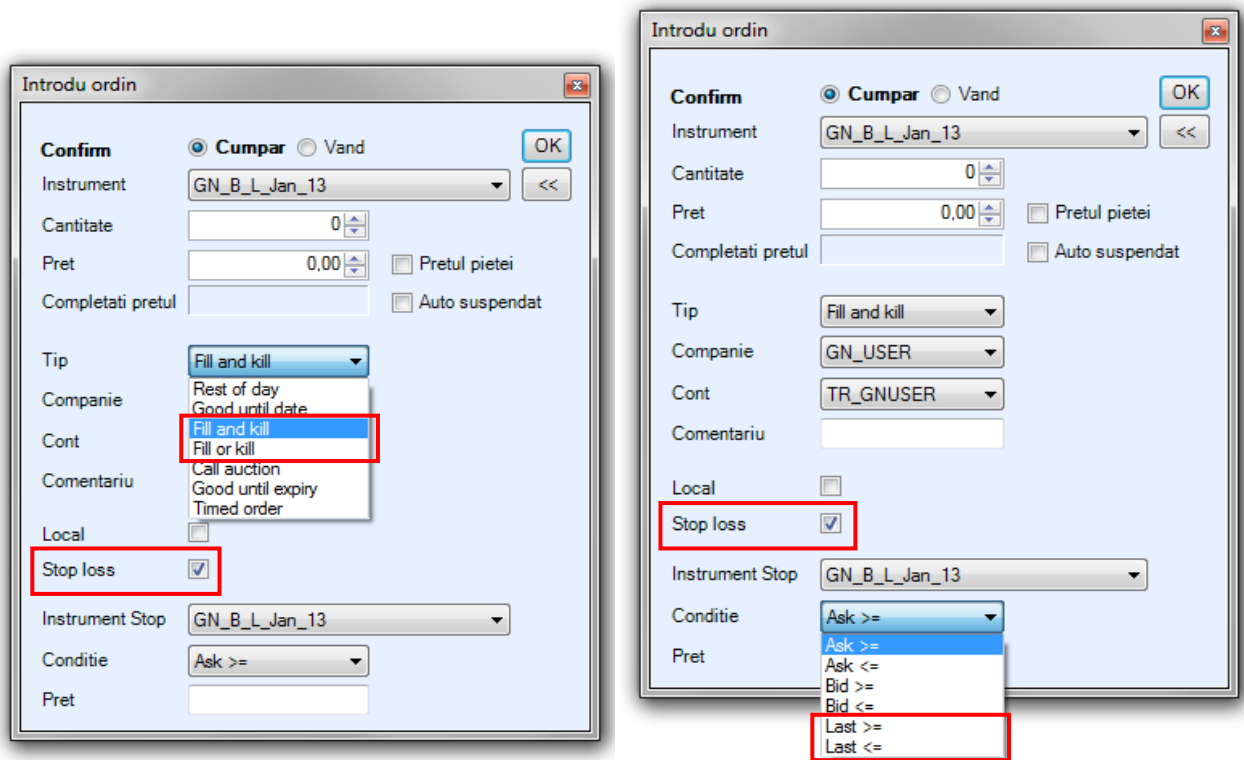 Introdu ordin
Confirm Cumpar Vand OK
Instrument GN_B_L_Jan_13 <<
Cantitate 0
Pret 0,00 Pretul pietei
Completati pretul Auto suspendat
Tip Fill and kill
Rest of day
Companie
Good until date
Fill and kill
Cont
Fill or kill
Call auction
Comentariu
Good until expiry
Timed order
Local
Stop loss
Instrument Stop GN_B_L_Jan_13
Conditie Ask >=
Pret
Introdu ordin
Confirm Cumpar Vand OK
Instrument GN_B_L_Jan_13 <<
Cantitate 0
Pret 0,00 Pretul pietei
Completati pretul Auto suspendat
Tip Fill and kill
Companie GN_USER
Cont TR_GNUSER
Comentariu
Local
Stop loss
Instrument Stop GN_B_L_Jan_13
Conditie Ask >=
Ask >=
Pret
Ask <=
Bid >=
Bid <=
Last >=
Last <=